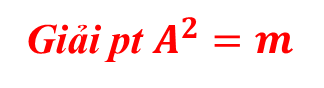 Giải pt A² = m